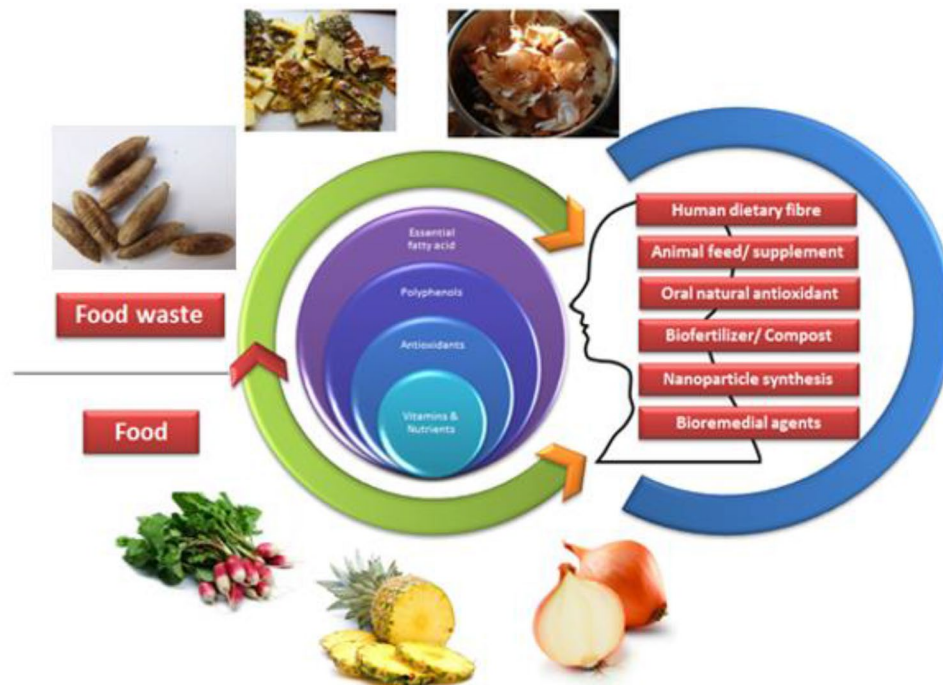 Food waste
Food
Essential
fatty acid
Polyphenols
Antioxidants
Vitamins &
Nutrients
Human dietary fibre
Animal feed/ supplement
Oral natural antioxidant
Biofertilizer/ Compost
Nanoparticle synthesis
Bioremedial agents